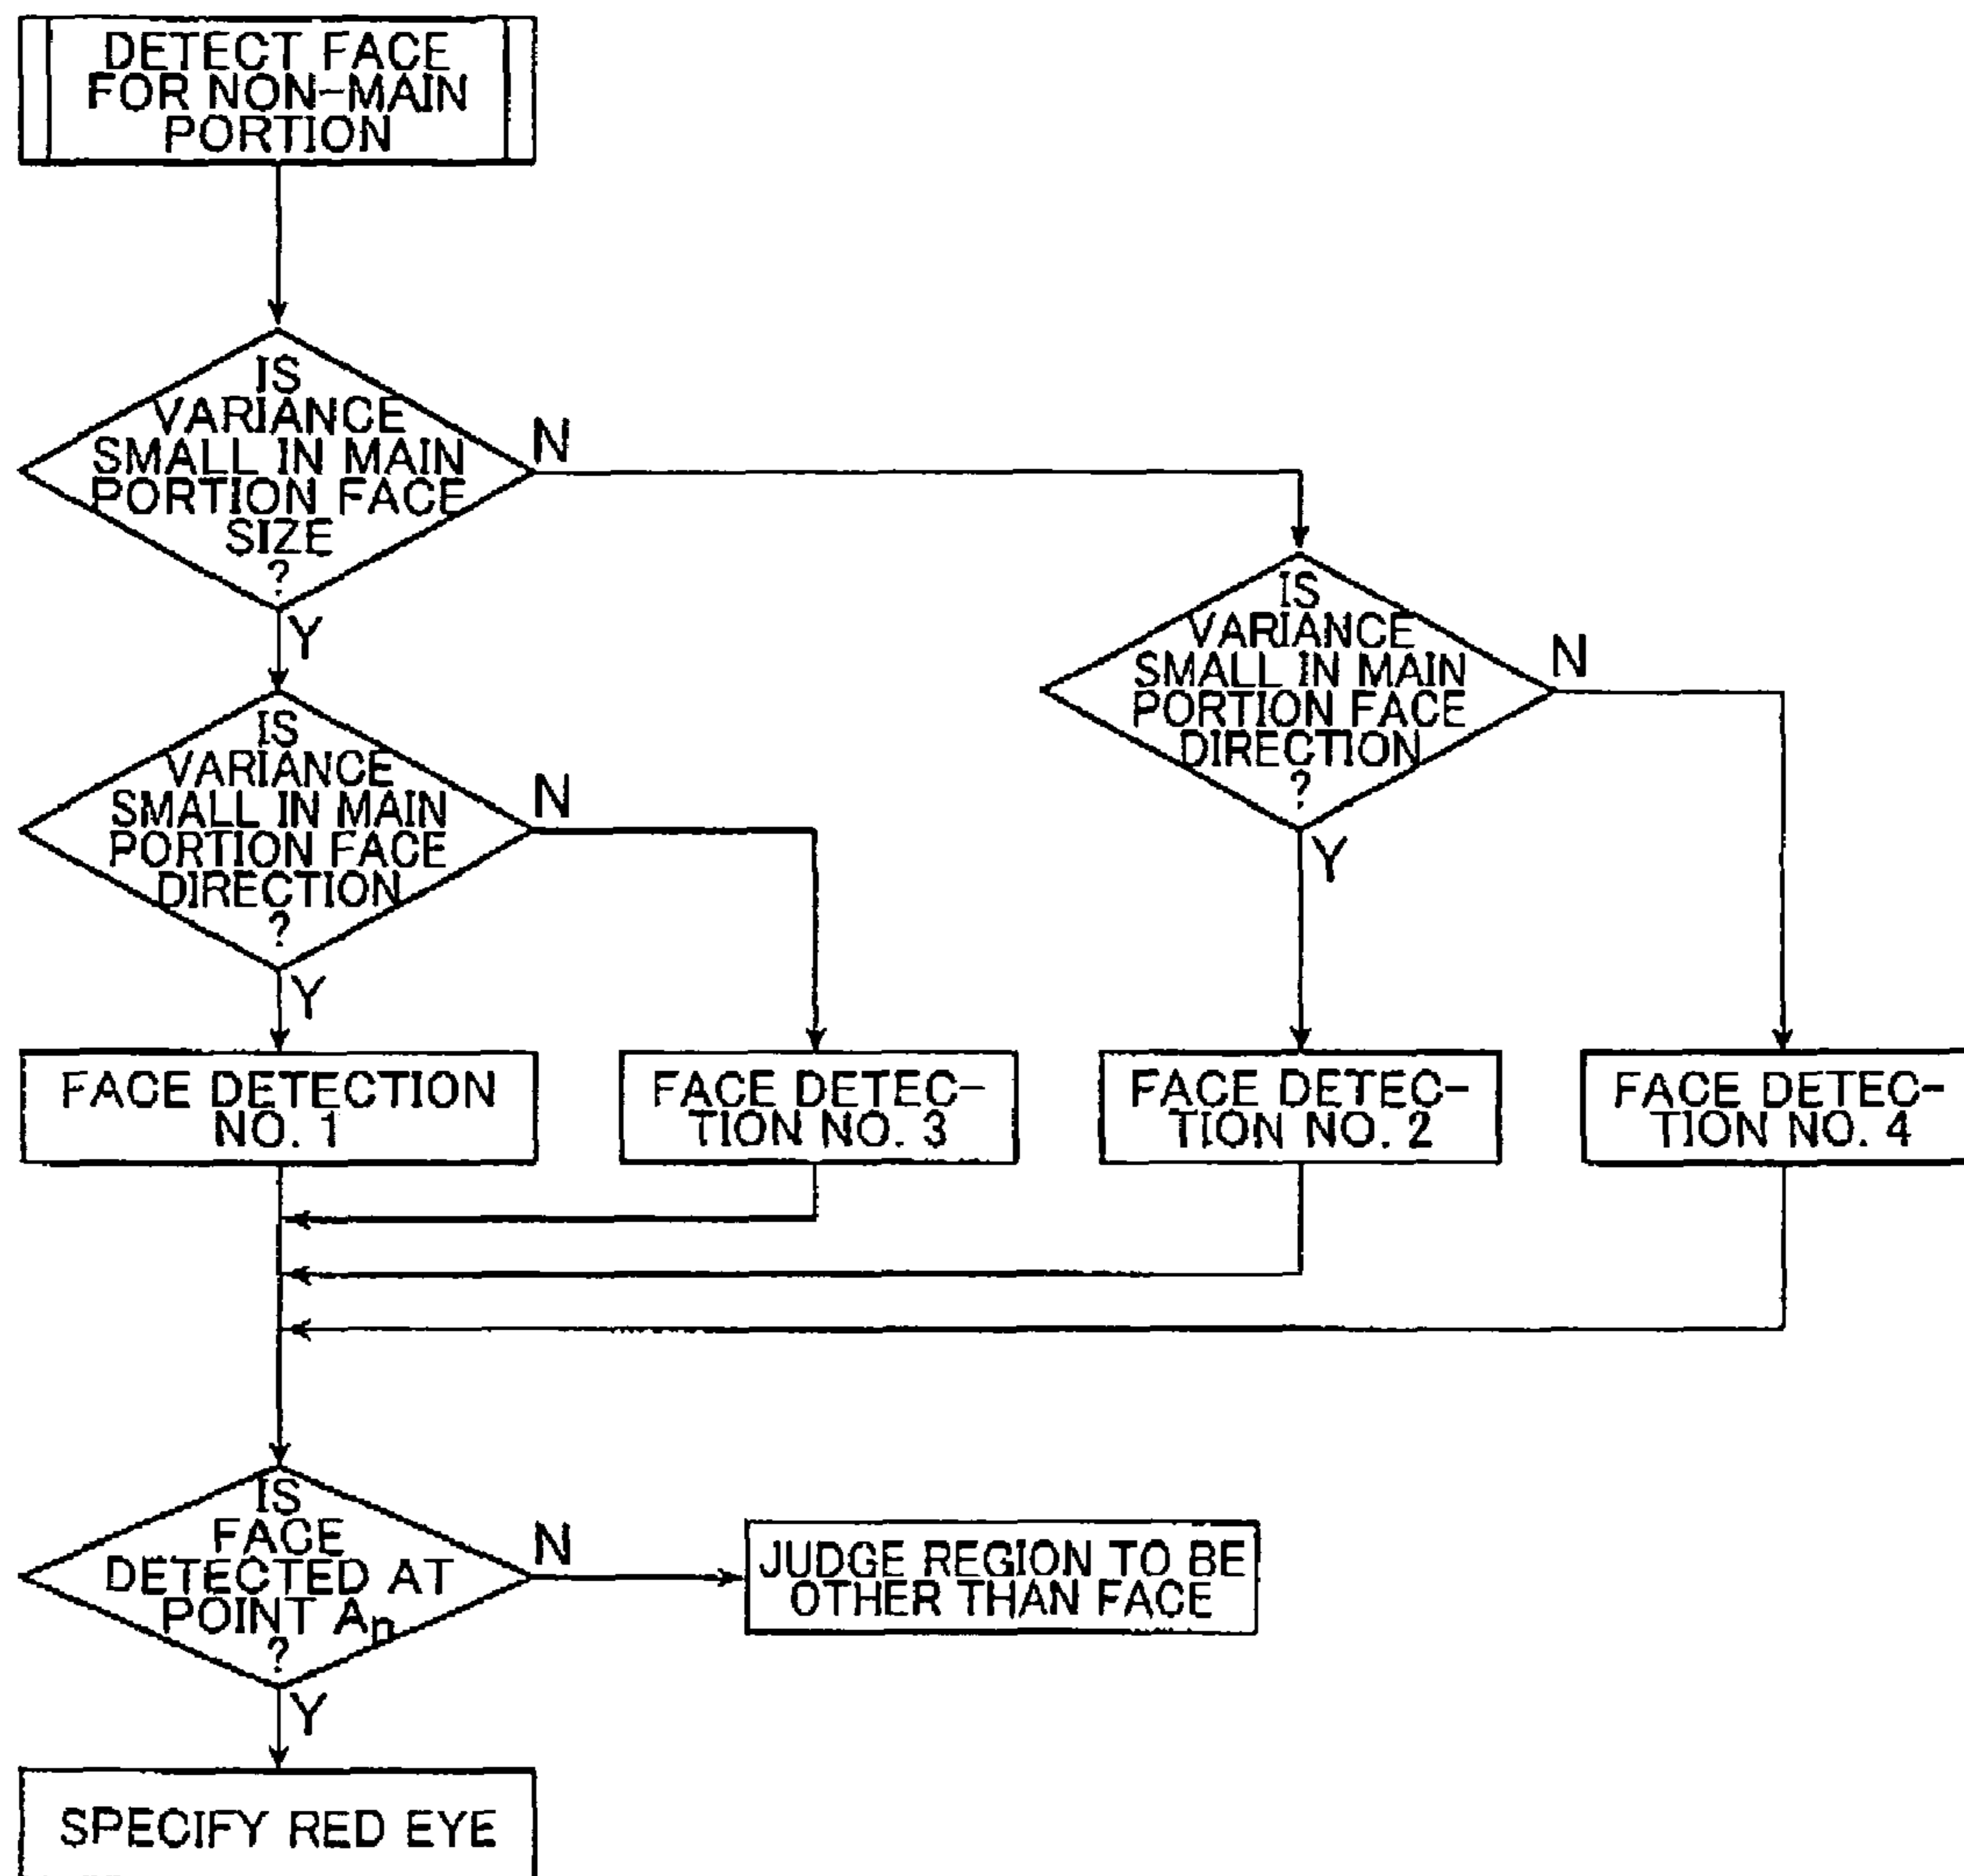 DETECT FACE
FOR NON-MAIN
PORTION
IS
VARIANCE
SMALL IN MAIN
PORTION FACE
SIZE
?
N
Y
IS
VARIANCE
SMALL IN MAIN
PORTION FACE
DIRECTION
?
N
Y
IS
VARIANCE
SMALL IN MAIN
PORTION FACE
DIRECTION
?
N
Y
FACE DETECTION
NO. 1
FACE DETEC-
TION NO. 3
FACE DETEC-
TION NO. 2
FACE DETEC-
TION NO. 4
IS
FACE
DETECTED AT
POINT An
?
N
Y
JUDGE REGION TO BE
OTHER THAN FACE
SPECIFY RED EYE